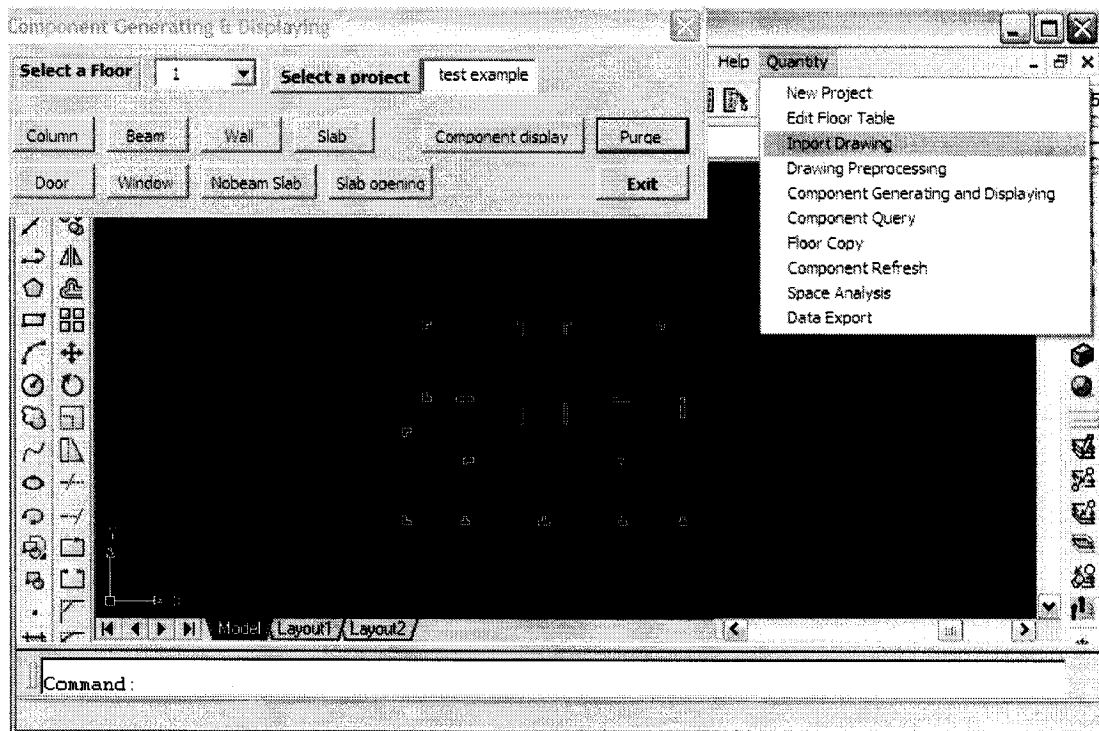 Component Generating & Displaying
Select a Floor 1 Select a project test example
Column Beam Wall Slab Component display Purge
Door Window Nobeam Slab Slab opening Exit
Help Quantity
New Project
Edit Floor Table
Inport Drawing
Drawing Preprocessing
Component Generating and Displaying
Component Query
Floor Copy
Component Refresh
Space Analysis
Data Export
Model Layout1 Layout2
Command: